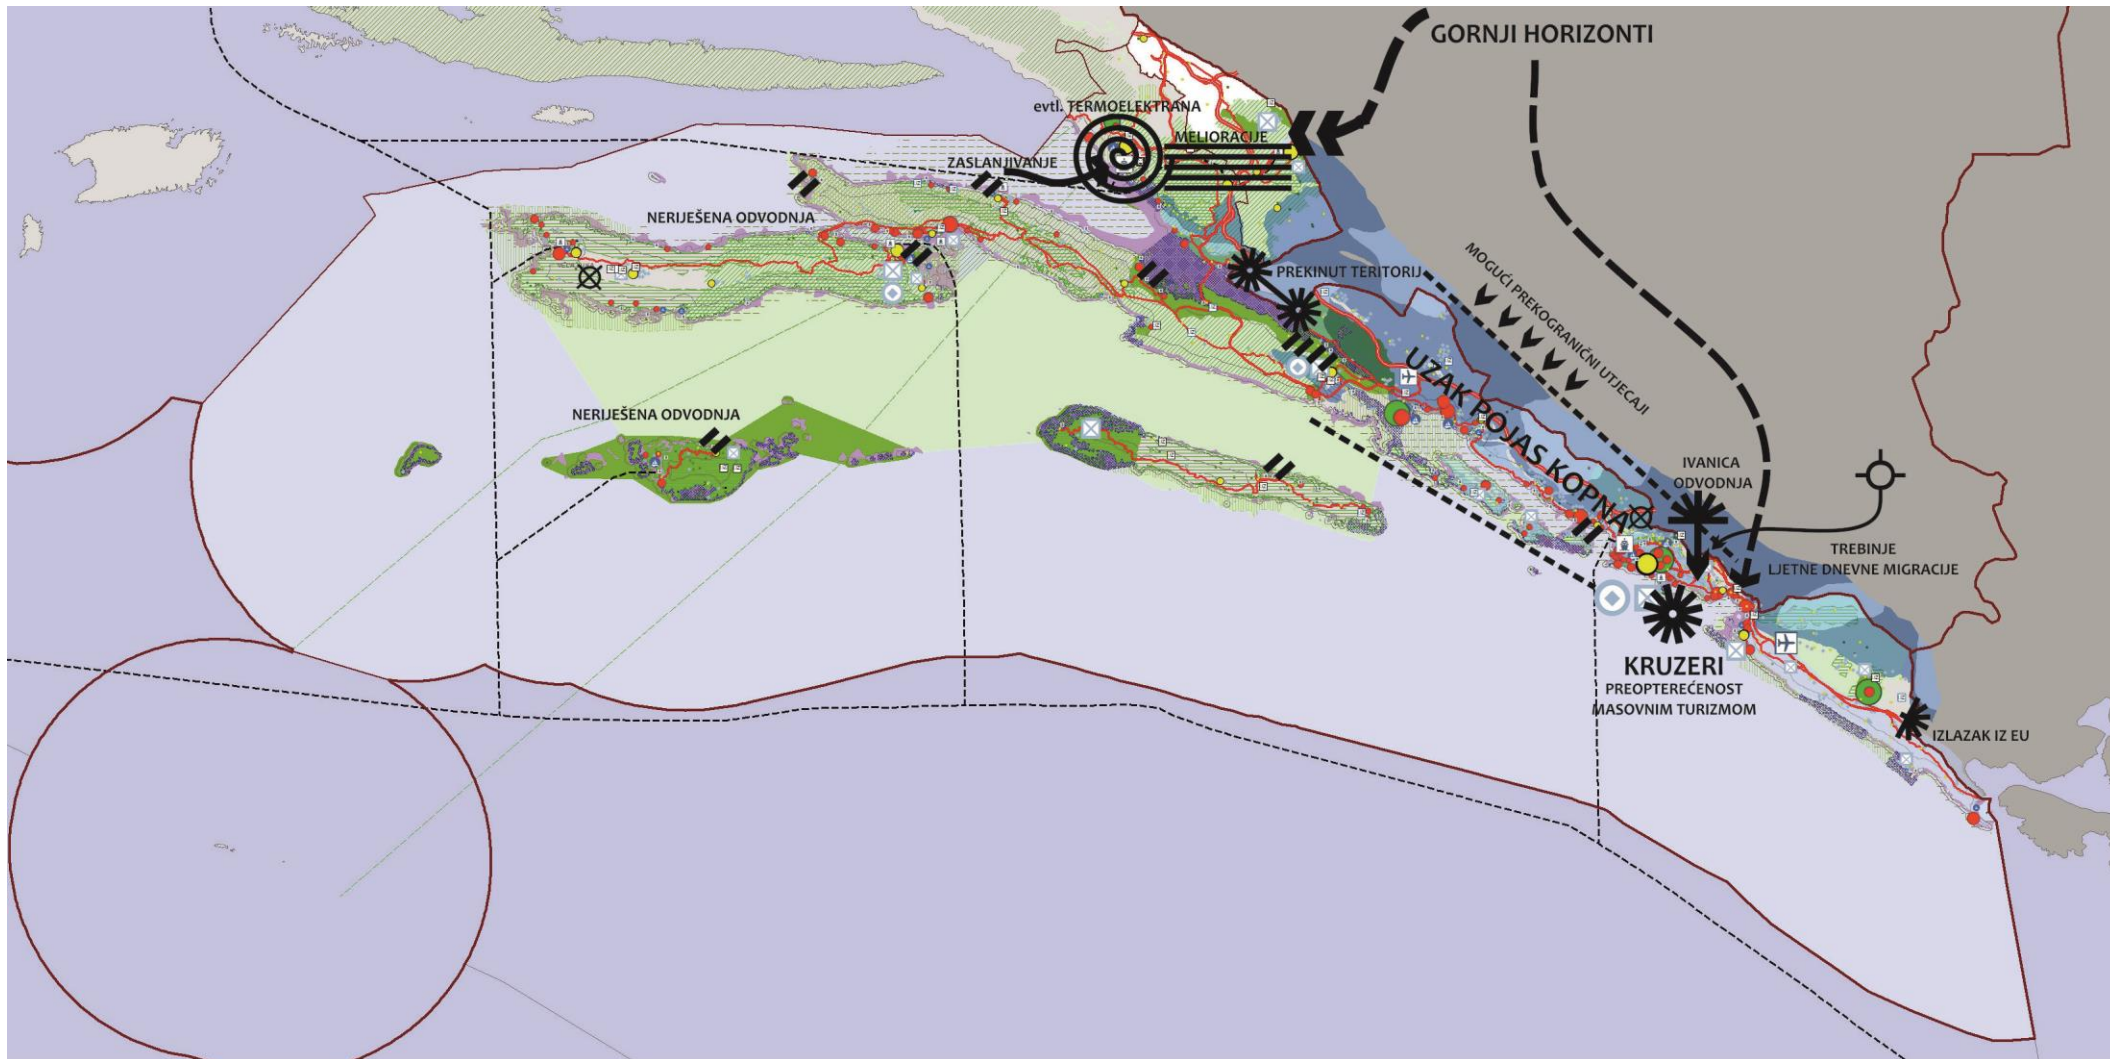 GORNJI HORIZONTI
evtl. TERMOELEKTRANA
MELIORACIJE
ZASLANJIVANJE
NERIJEŠENA ODVODNJA
PREKINUT TERITORIJ
MOGUĆI PREKOGRANIČNI UTJECAJI
UZAK POJAS KOPNA
NERIJEŠENA ODVODNJA
IVANICA
ODVODNJA
TREBINJE
LJETNE DNEVNE MIGRACIJE
KRUZERI
PREOPTEREĆENOST
MASOVNIM TURIZMOM
IZLAZAK IZ EU